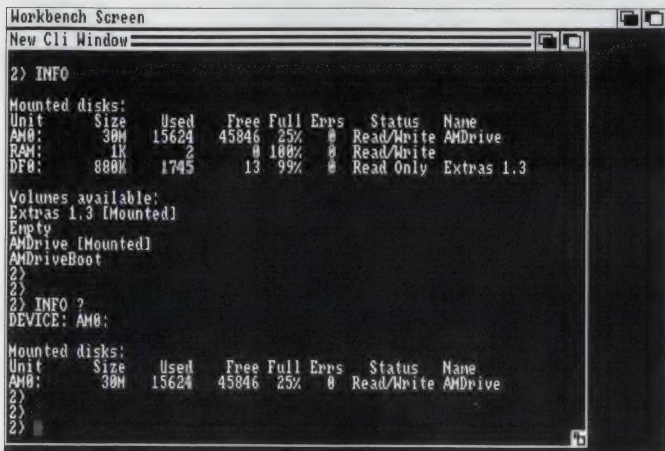 Workbench Screen
New Cli Window
2> INFO
Mounted disks:
Unit Size Used Free Full Errs Status Name
AM0: 30M 15624 45846 25% 0 Read/Write AMDrive
RAM: 1K 2 0 100% 0 Read/Write
DF0: 880K 1745 13 99% 0 Read Only Extras 1.3
Volumes available:
Extras 1.3 [Mounted]
Empty
AMDrive [Mounted]
AMDriveBoot
2>
2>
2> INFO ?
DEVICE: AM0:
Mounted disks:
Unit Size Used Free Full Errs Status Name
AM0: 30M 15624 45846 25% 0 Read/Write AMDrive
2>
2>
2>